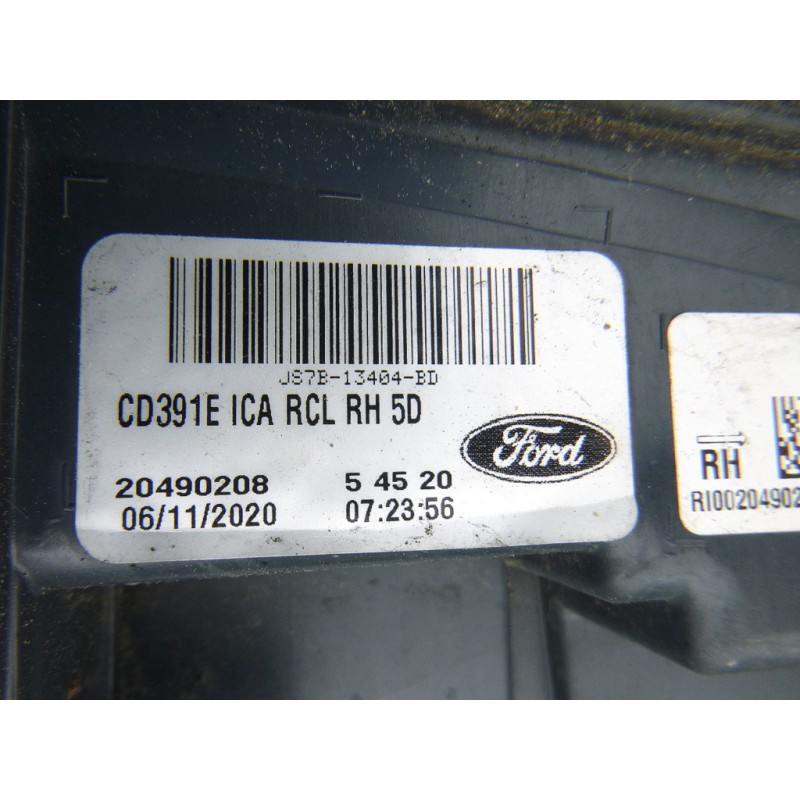 JS7B-13404-BD
CD391E ICA RCL RH 5D
Ford
20490208 5 45 20
06/11/2020 07:23:56
RH
RI00204902